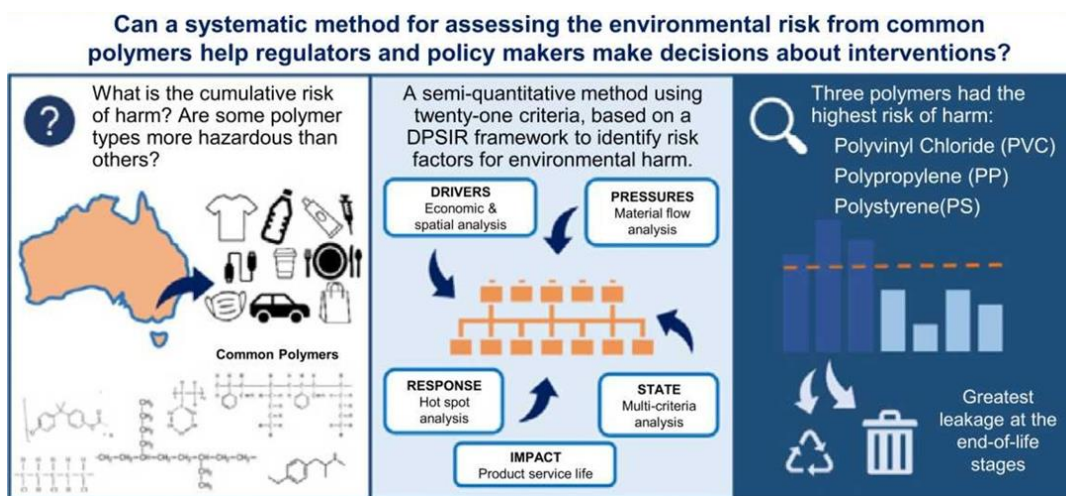 Can a systematic method for assessing the environmental risk from common
polymers help regulators and policy makers make decisions about interventions?
?
What is the cumulative risk
of harm? Are some polymer
types more hazardous than
others?
Common Polymers
A semi-quantitative method using
twenty-one criteria, based on a
DPSIR framework to identify risk
factors for environmental harm.
DRIVERS
Economic &
spatial analysis
PRESSURES
Material flow
analysis
RESPONSE
Hot spot
analysis
STATE
Multi-criteria
analysis
IMPACT
Product service life
Three polymers had the
highest risk of harm:
Polyvinyl Chloride (PVC)
Polypropylene (PP)
Polystyrene(PS)
Greatest
leakage at the
end-of-life
stages